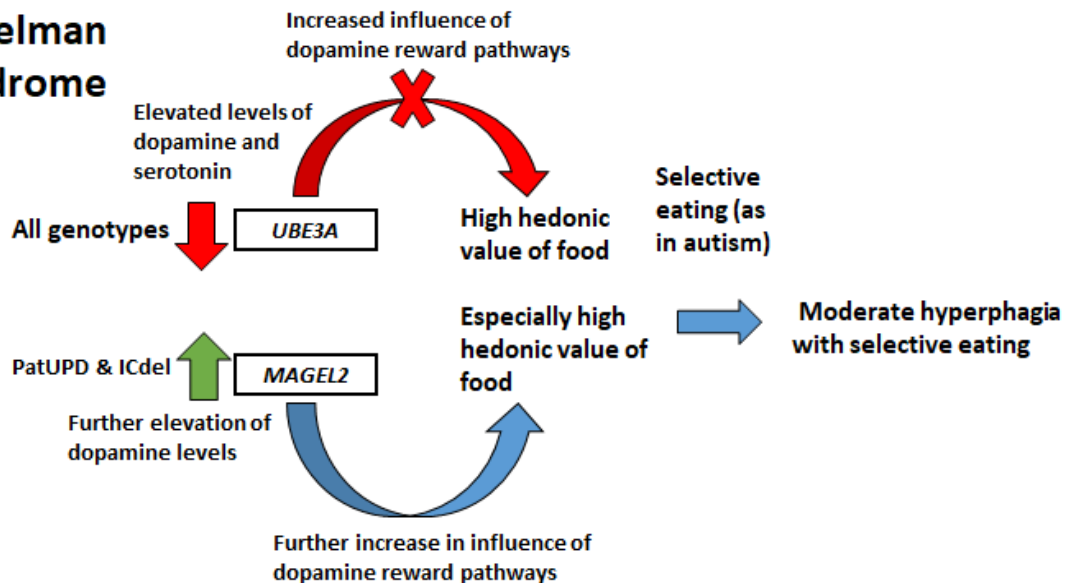 elman
drome
Increased influence of
dopamine reward pathways
Elevated levels of
dopamine and
serotonin
All genotypes
UBE3A
High hedonic
value of food
Selective
eating (as
in autism)
PatUPD & ICdel
MAGEL2
Further elevation of
dopamine levels
Especially high
hedonic value of
food
Moderate hyperphagia
with selective eating
Further increase in influence of
dopamine reward pathways